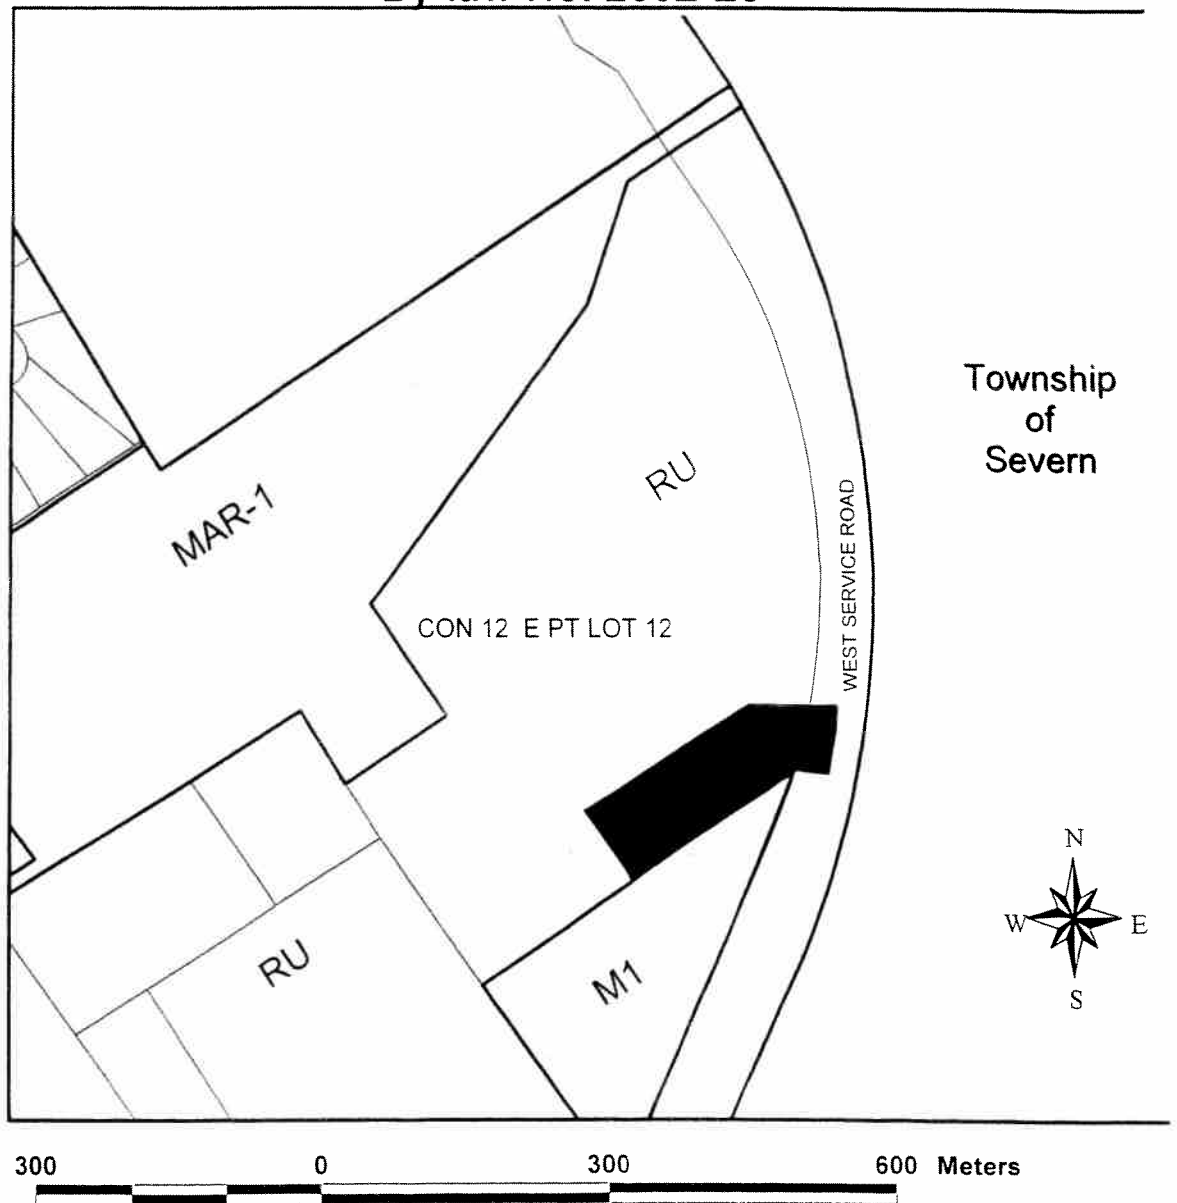 Township
of
Severn
RU
WEST SERVICE ROAD
MAR-1
CON 12 E PT LOT 12
N
W E
S
RU
M1
300 0 300 600 Meters